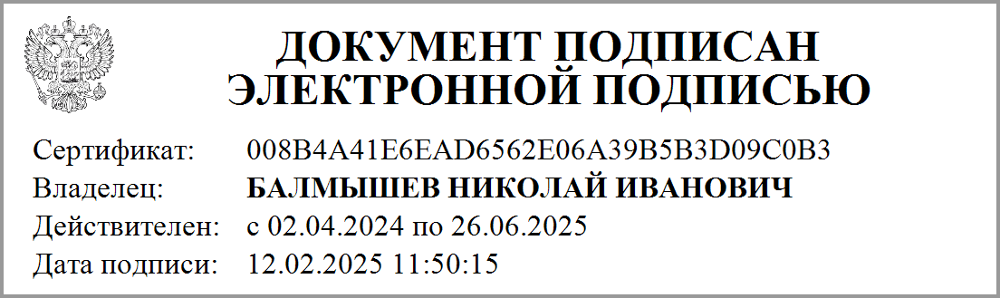 ДОКУМЕНТ ПОДПИСАН
ЭЛЕКТРОННОЙ ПОДПИСЬЮ
Сертификат: 008B4A41E6EAD6562E06A39B5B3D09C0B3
Владелец: БАЛМЫШЕВ НИКОЛАЙ ИВАНОВИЧ
Действителен: с 02.04.2024 по 26.06.2025
Дата подписи: 12.02.2025 11:50:15